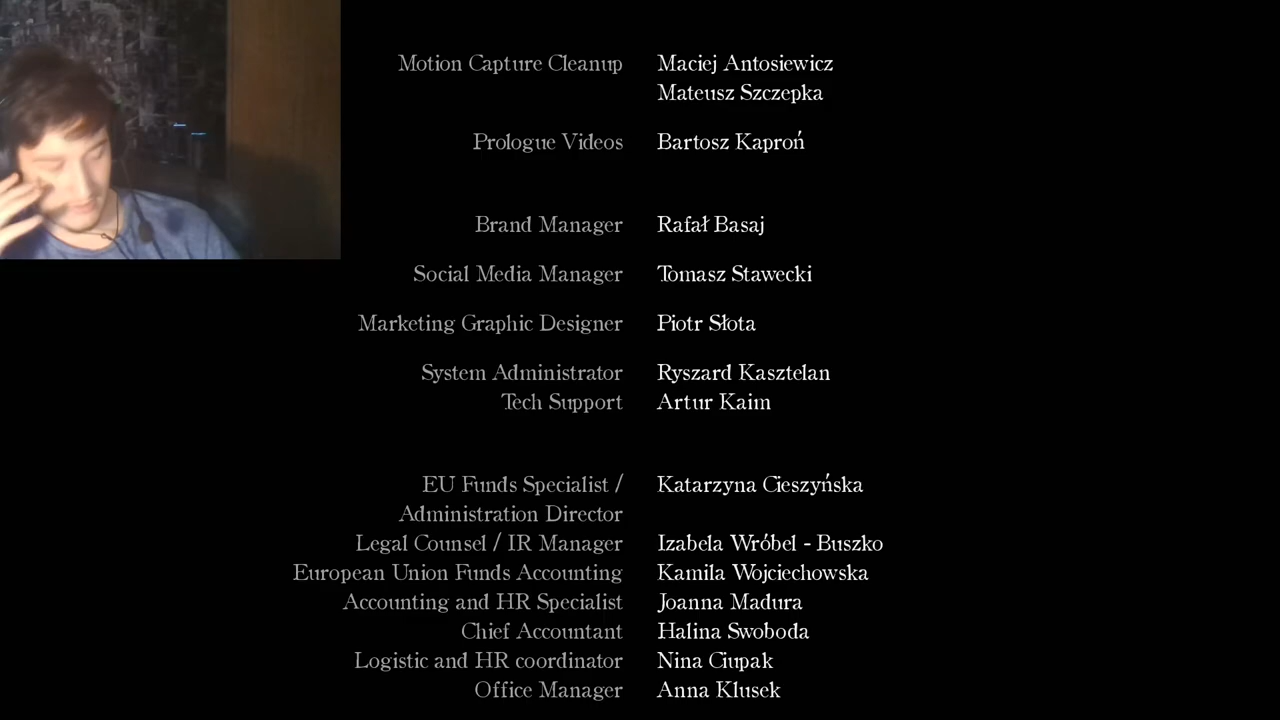 Motion Capture Cleanup Maciej Antosiewicz
Mateusz Szczepka
Prologue Videos Bartosz Kaproń
Brand Manager Rafał Basaj
Social Media Manager Tomasz Stawecki
Marketing Graphic Designer Piotr Słota
System Administrator Ryszard Kasztelan
Tech Support Artur Kaim
EU Funds Specialist / Katarzyna Cieszyńska
Administration Director
Legal Counsel / IR Manager Izabela Wróbel - Buszko
European Union Funds Accounting Kamila Wojciechowska
Accounting and HR Specialist Joanna Madura
Chief Accountant Halina Swoboda
Logistic and HR coordinator Nina Ciupak
Office Manager Anna Klusek